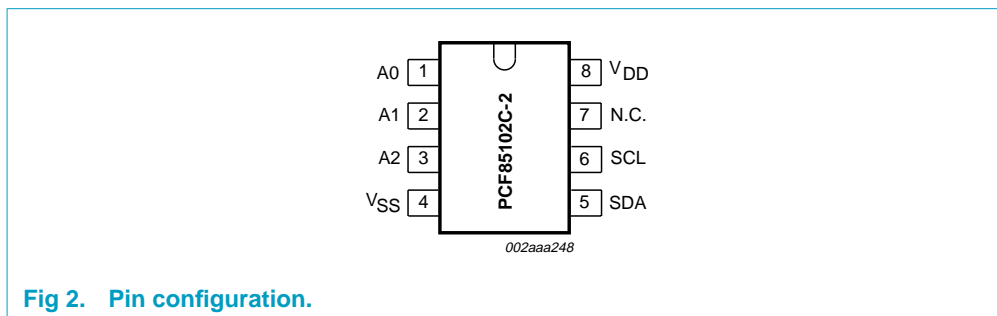 A0 1
A1 2
A2 3
VSS 4
PCF85102C-2
8 VDD
7 N.C.
6 SCL
5 SDA
002aaa248
Fig 2. Pin configuration.